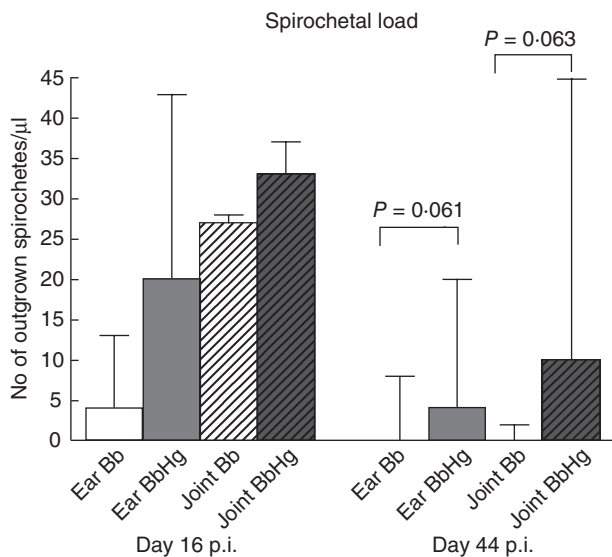 Spirochetal load
No of outgrown spirochetes/μl
45
40
35
30
25
20
15
10
5
0
P = 0·061
P = 0·063
Ear Bb
Ear BbHg
Joint Bb
Joint BbHg
Ear Bb
Ear BbHg
Joint Bb
Joint BbHg
Day 16 p.i.
Day 44 p.i.